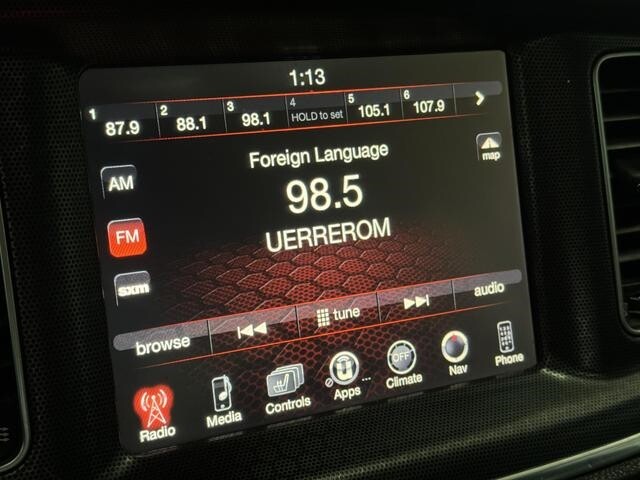 1:13
1 87.9 2 88.1 3 98.1 4 HOLD to set 5 105.1 6 107.9
Foreign Language
map
AM
98.5
FM
UERREROM
sxm
browse tune audio
OFF
Radio Media Controls Apps ... Climate Nav Phone